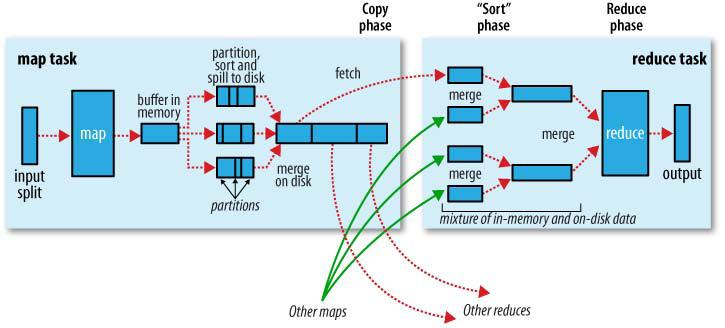 Copy
phase
“Sort”
phase
Reduce
phase
map task
reduce task
partition,
sort and
spill to disk
fetch
buffer in
memory
map
merge
merge
reduce
input
split
merge
on disk
merge
output
partitions
mixture of in-memory and on-disk data
Other maps
Other reduces